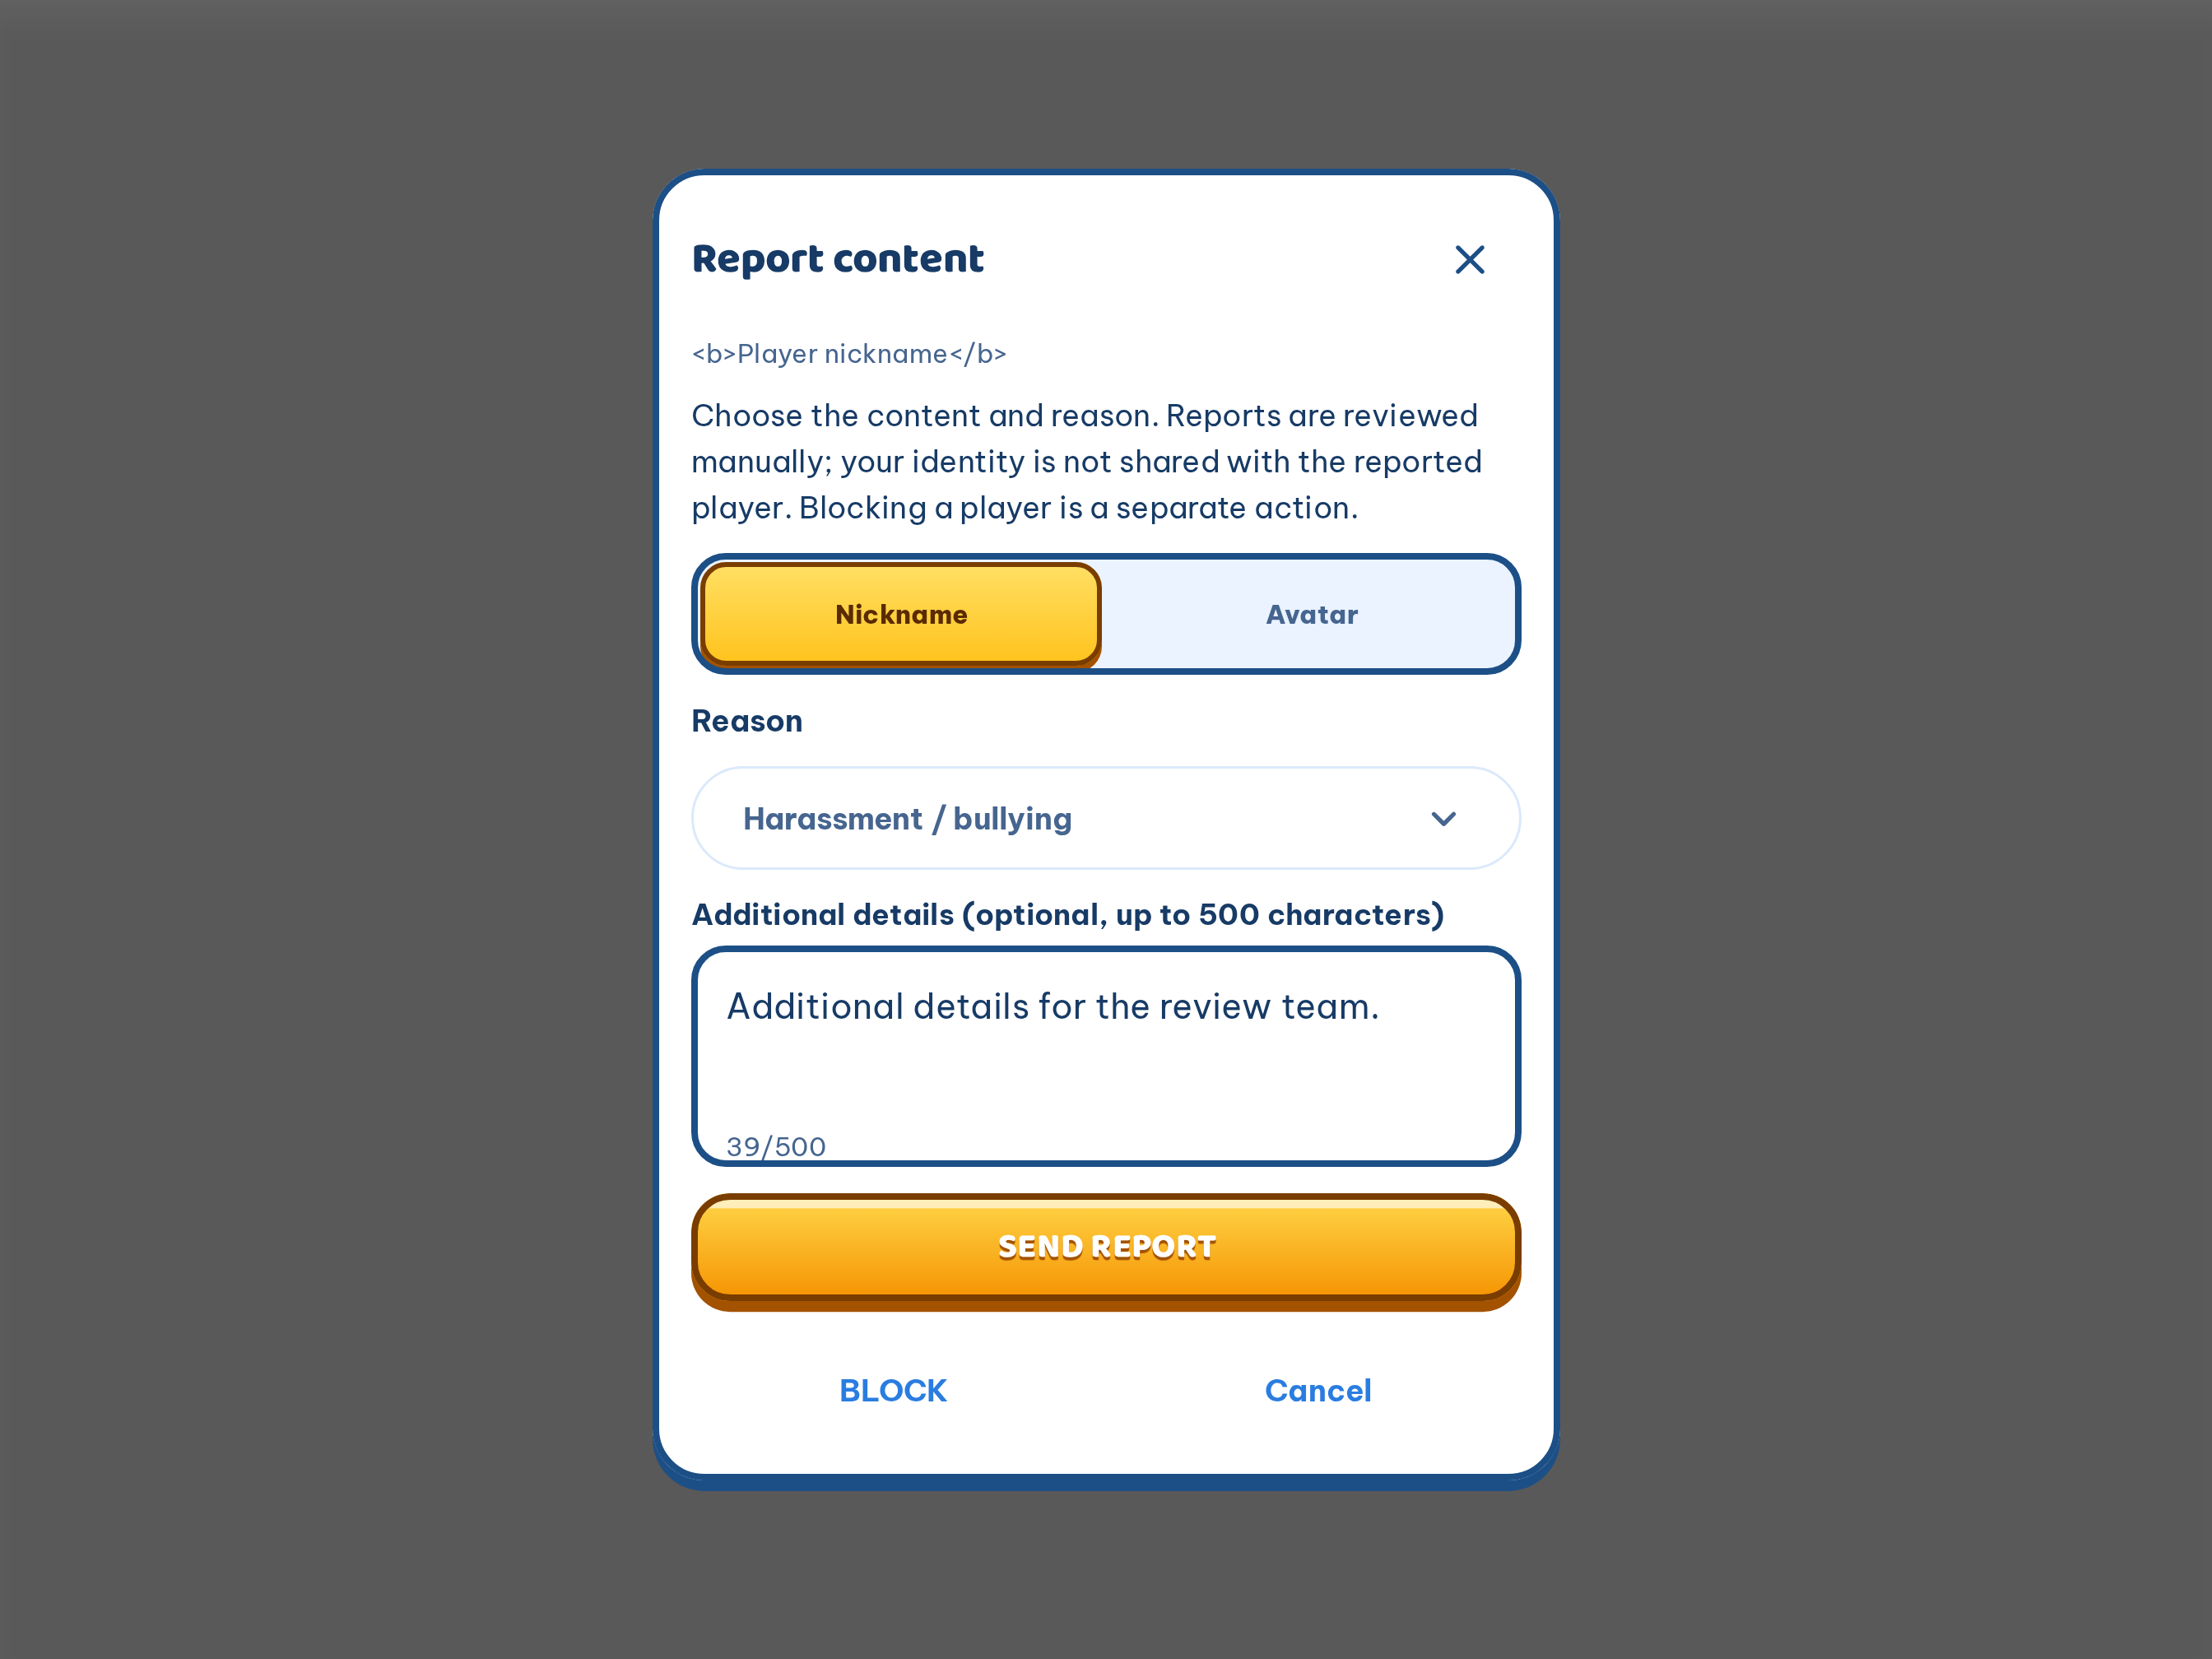 Report content
<b>Player nickname</b>
Choose the content and reason. Reports are reviewed
manually; your identity is not shared with the reported
player. Blocking a player is a separate action.
Nickname
Avatar
Reason
Harassment / bullying
Additional details (optional, up to 500 characters)
Additional details for the review team.
39/500
SEND REPORT
BLOCK
Cancel